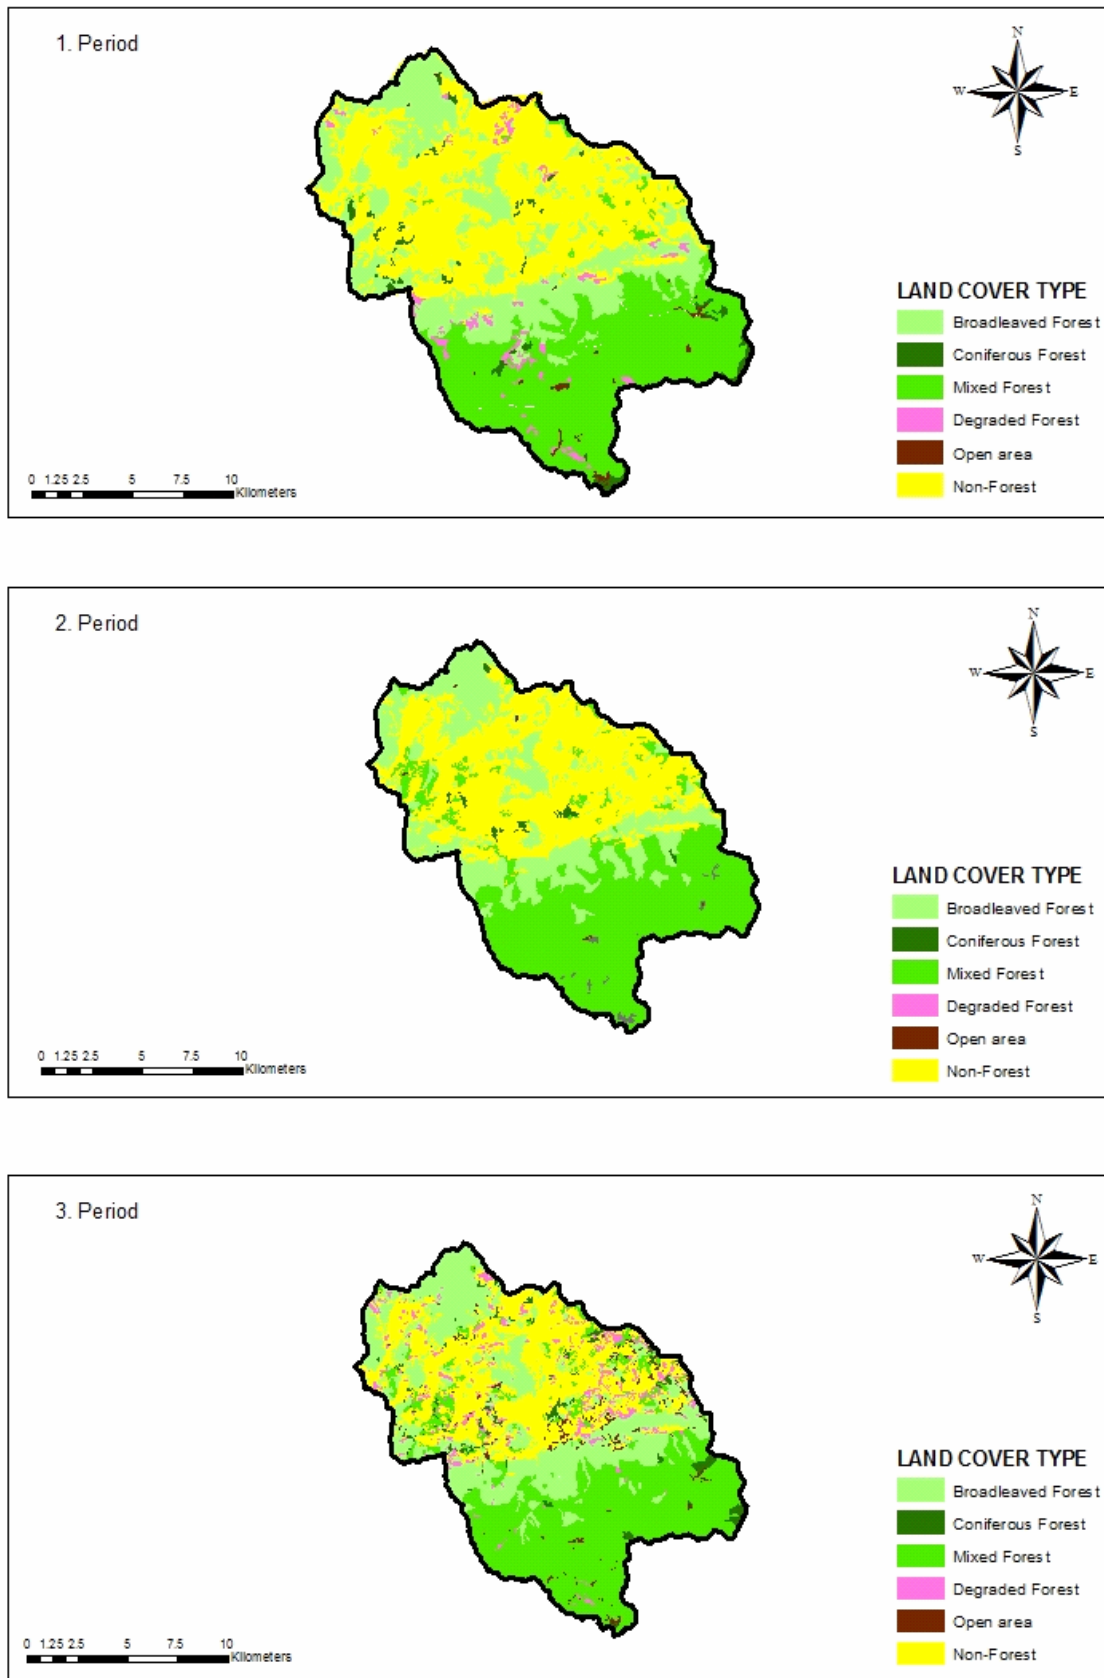 1. Period
N
W E
S
LAND COVER TYPE
Broadleaved Forest
Coniferous Forest
Mixed Forest
Degraded Forest
Open area
Non-Forest
0 1.25 2.5 5 7.5 10
Kilometers
2. Period
N
W E
S
LAND COVER TYPE
Broadleaved Forest
Coniferous Forest
Mixed Forest
Degraded Forest
Open area
Non-Forest
0 1.25 2.5 5 7.5 10
Kilometers
3. Period
N
W E
S
LAND COVER TYPE
Broadleaved Forest
Coniferous Forest
Mixed Forest
Degraded Forest
Open area
Non-Forest
0 1.25 2.5 5 7.5 10
Kilometers